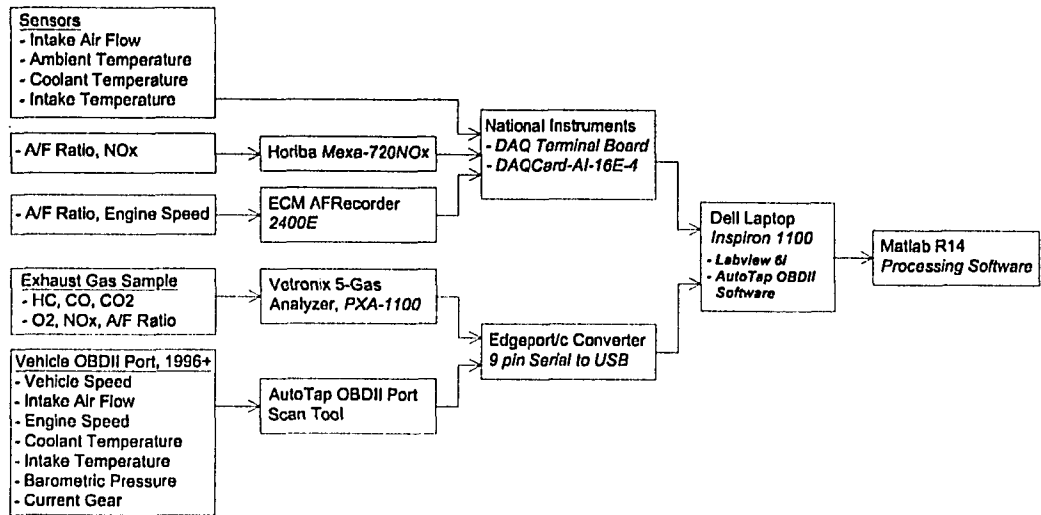 Sensors
- Intake Air Flow
- Ambient Temperature
- Coolant Temperature
- Intake Temperature
- A/F Ratio, NOx
Horiba Mexa-720NOx
- A/F Ratio, Engine Speed
ECM AFRecorder
2400E
National Instruments
- DAQ Terminal Board
- DAQCard-AI-16E-4
Exhaust Gas Sample
- HC, CO, CO2
- O2, NOx, A/F Ratio
Vetronix 5-Gas
Analyzer, PXA-1100
Vehicle OBDII Port, 1996+
- Vehicle Speed
- Intake Air Flow
- Engine Speed
- Coolant Temperature
- Intake Temperature
- Barometric Pressure
- Current Gear
AutoTap OBDII Port
Scan Tool
Edgeport/c Converter
9 pin Serial to USB
Dell Laptop
Inspiron 1100
- Labview 6i
- AutoTap OBDII
Software
Matlab R14
Processing Software